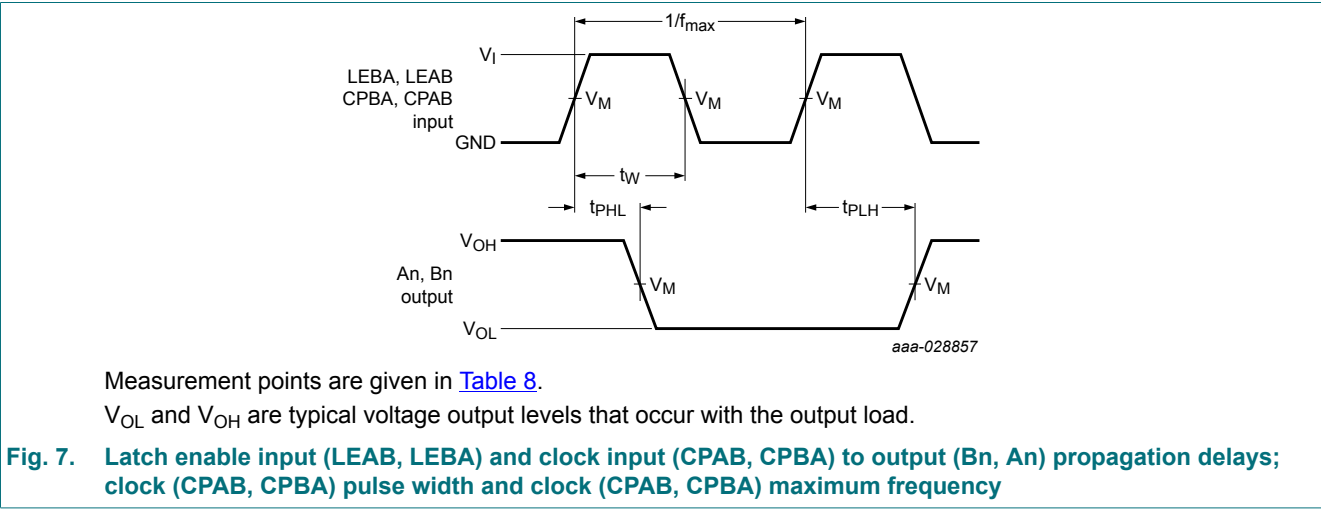 1/fmax
VI
LEBA, LEAB
CPBA, CPAB
input
VM
VM
VM
GND
tW
tPHL
tPLH
VOH
An, Bn
output
VM
VM
VOL
aaa-028857
Measurement points are given in Table 8.
VOL and VOH are typical voltage output levels that occur with the output load.
Fig. 7. Latch enable input (LEAB, LEBA) and clock input (CPAB, CPBA) to output (Bn, An) propagation delays;
clock (CPAB, CPBA) pulse width and clock (CPAB, CPBA) maximum frequency